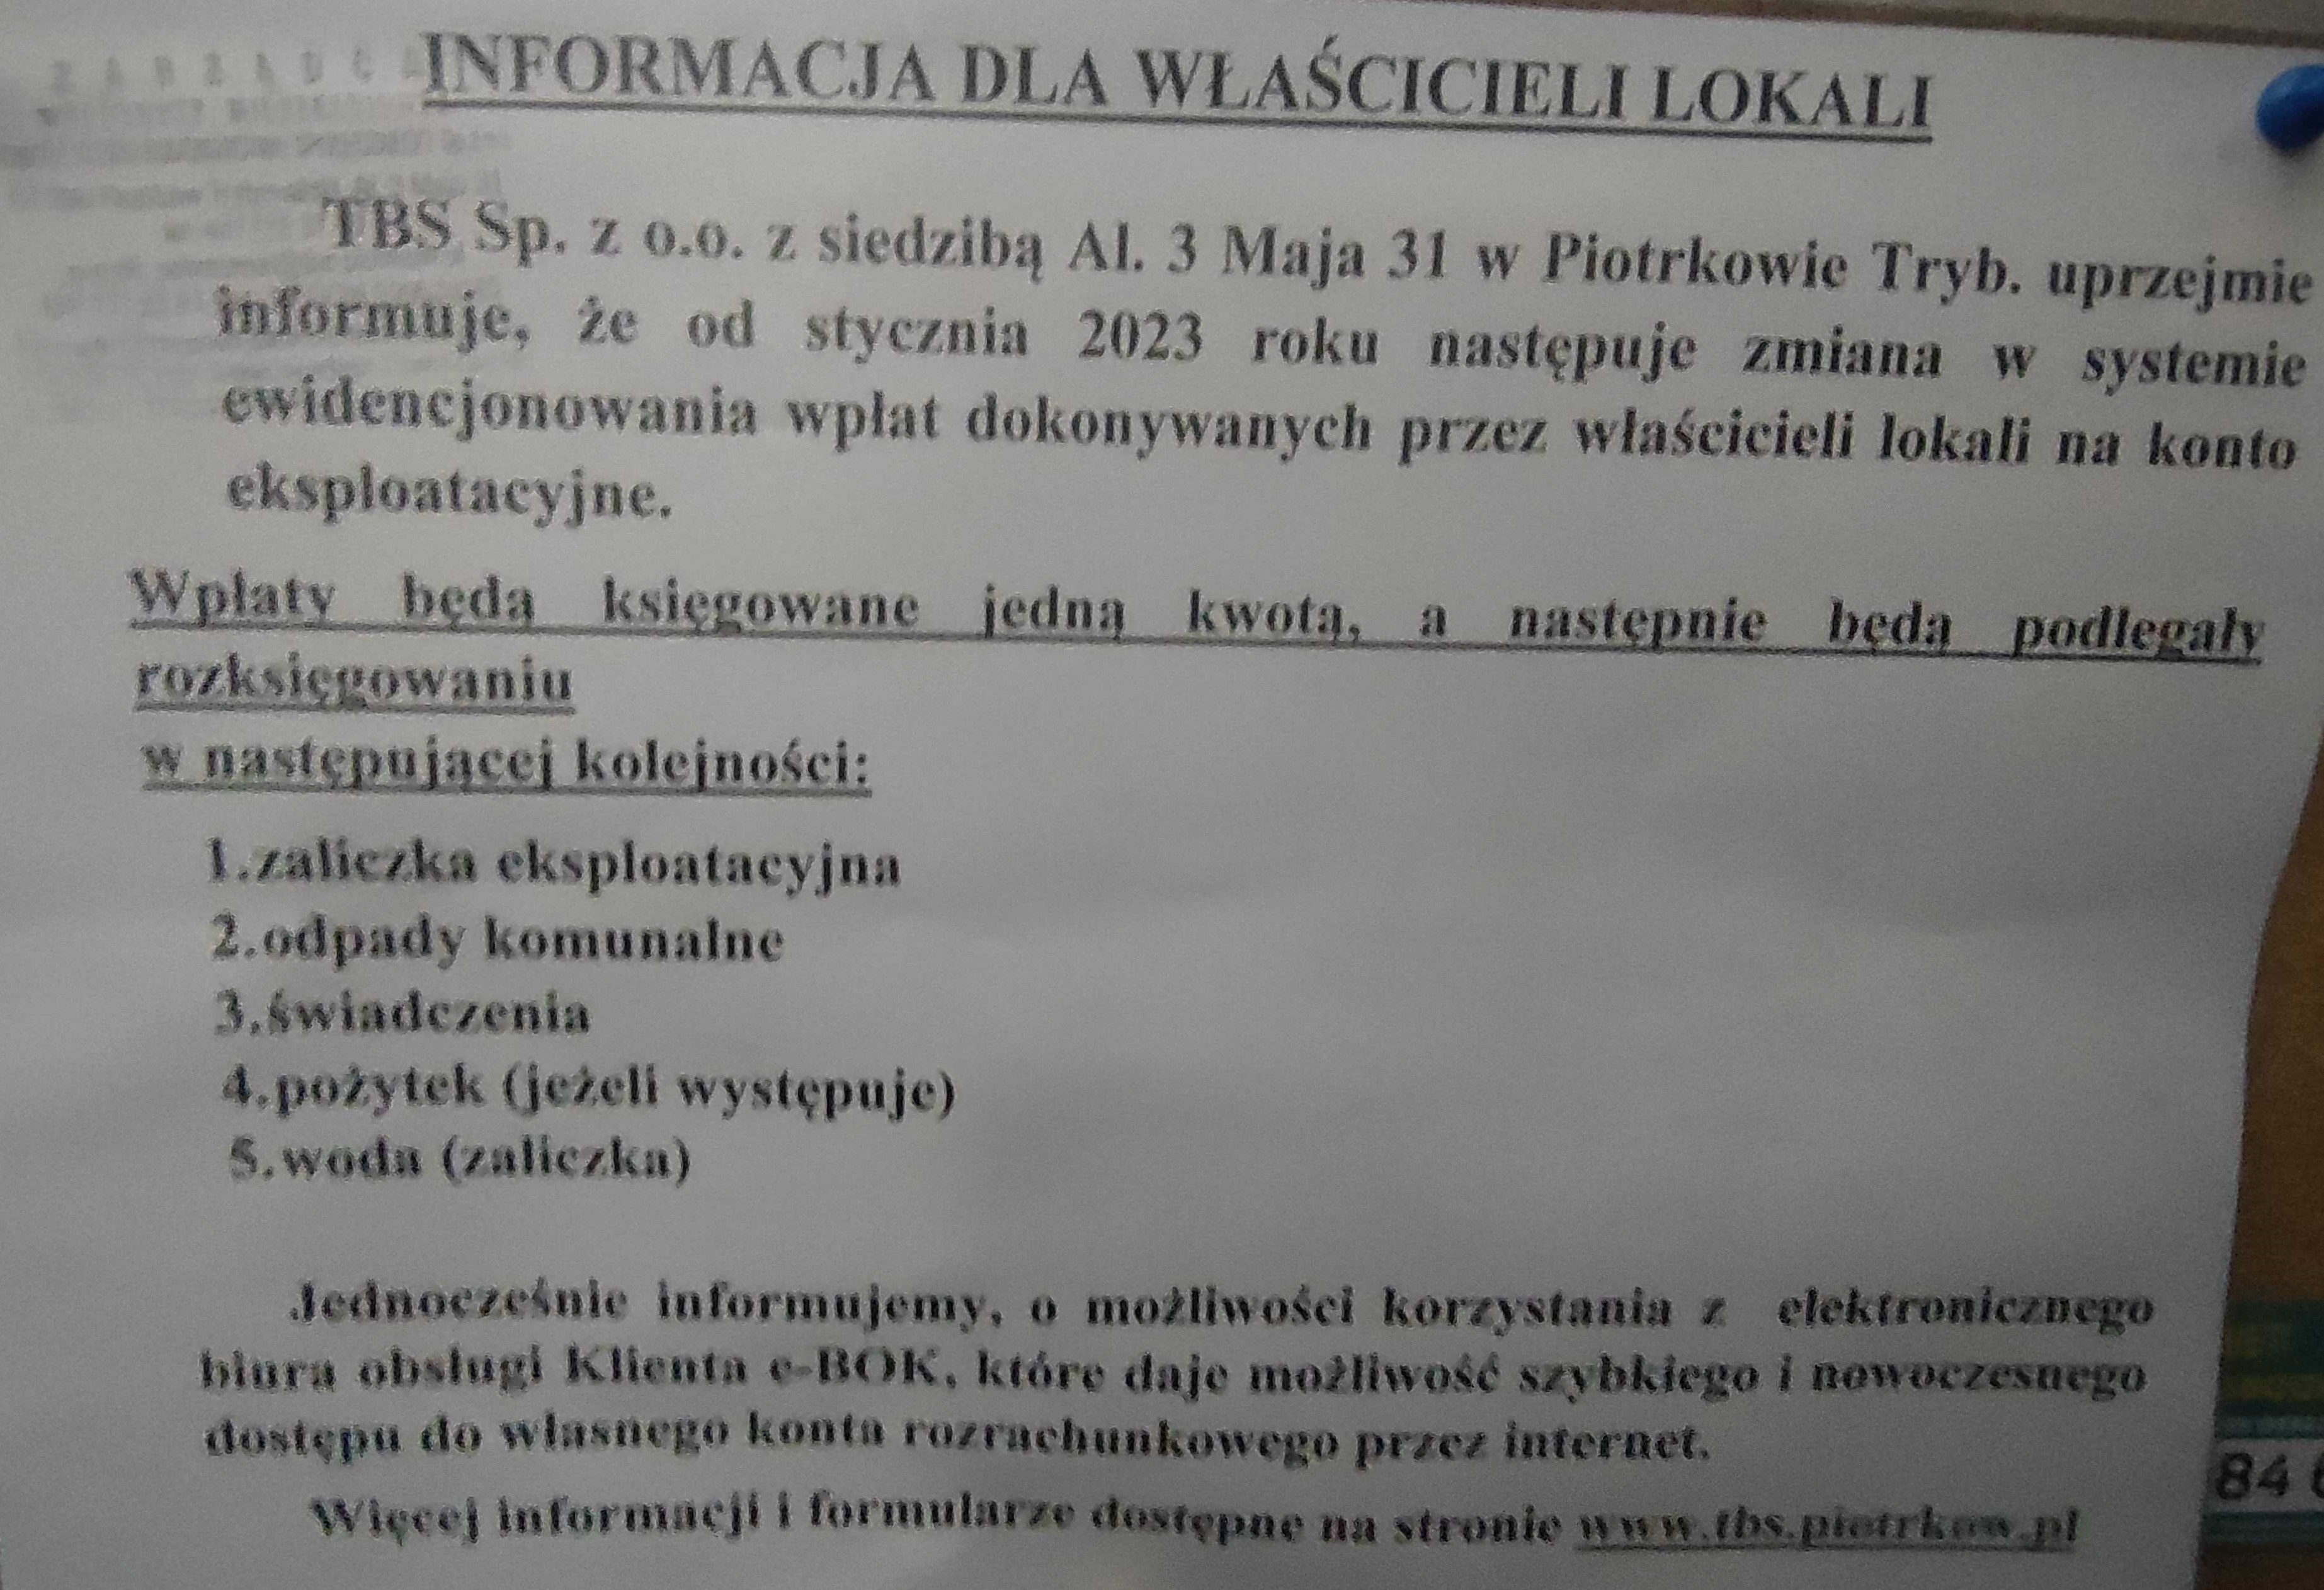 INFORMACJA DLA WŁAŚCICIELI LOKALI
TBS Sp. z o.o. z siedzibą Al. 3 Maja 31 w Piotrkowie Tryb. uprzejmie
informuje, że od stycznia 2023 roku następuje zmiana w systemie
ewidencjonowania wpłat dokonywanych przez właścicieli lokali na konto
eksploatacyjne.
Wpłaty będą księgowane jedną kwotą, a następnie będą podlegały
rozksięgowaniu
w następującej kolejności:
1.zaliczka eksploatacyjna
2.odpady komunalne
3.świadczenia
4.pożytek (jeżeli występuje)
5.woda (zaliczka)
Jednocześnie informujemy, o możliwości korzystania z elektronicznego
biura obsługi Klienta e-BOK, które daje możliwość szybkiego i nowoczesnego
dostępu do własnego konta rozrachunkowego przez internet.
Więcej informacji i formularze dostępne na stronie www.tbs.piotrkow.pl
84